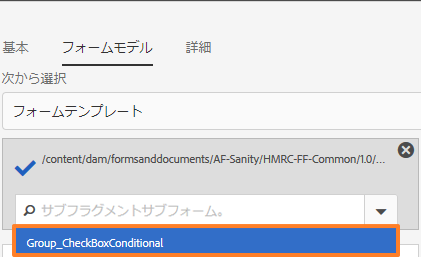 基本 フォームモデル 詳細
次から選択
フォームテンプレート
/content/dam/formsanddocuments/AF-Sanity/HMRC-FF-Common/1.0/...
サブフラグメントサブフォーム。
Group_CheckBoxConditional